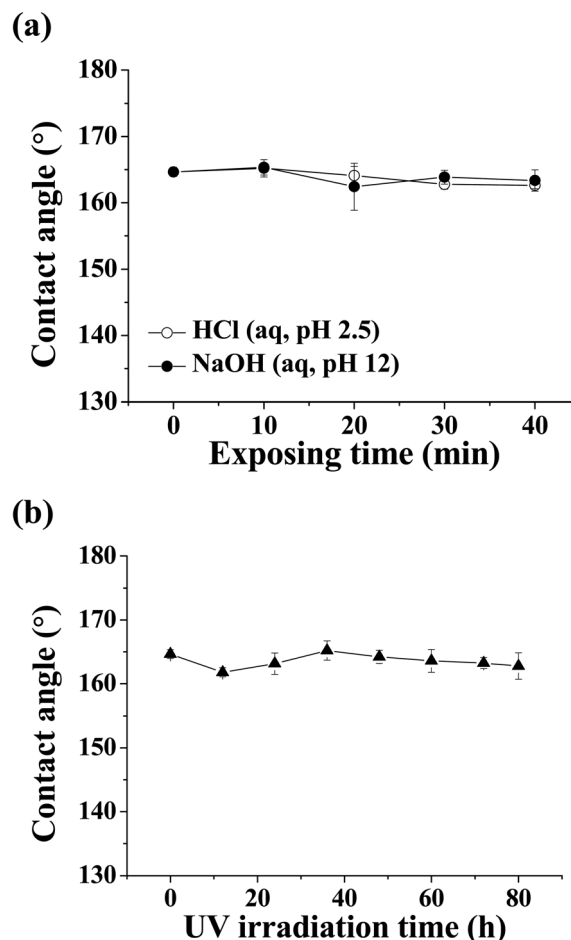 (a)
180
170
160
150
140
130
Contact angle (°)
HCl (aq, pH 2.5)
NaOH (aq, pH 12)
0 10 20 30 40
Exposing time (min)
(b)
180
170
160
150
140
130
Contact angle (°)
0 20 40 60 80
UV irradiation time (h)